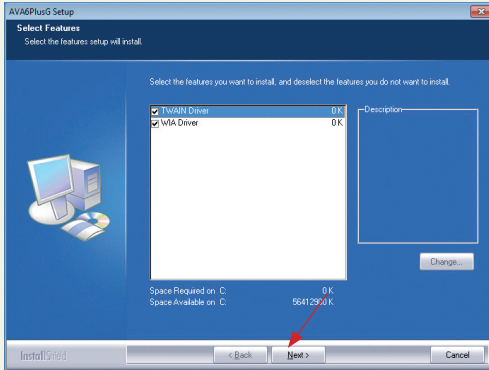 AVA6PlusG Setup
Select Features
Select the features setup will install.
Select the features you want to install, and deselect the features you do not want to install.
TWAIN Driver 0 K
WIA Driver 0 K
Description
Change...
Space Required on C: 0 K
Space Available on C: 56412900 K
InstallShield
< Back
Next >
Cancel